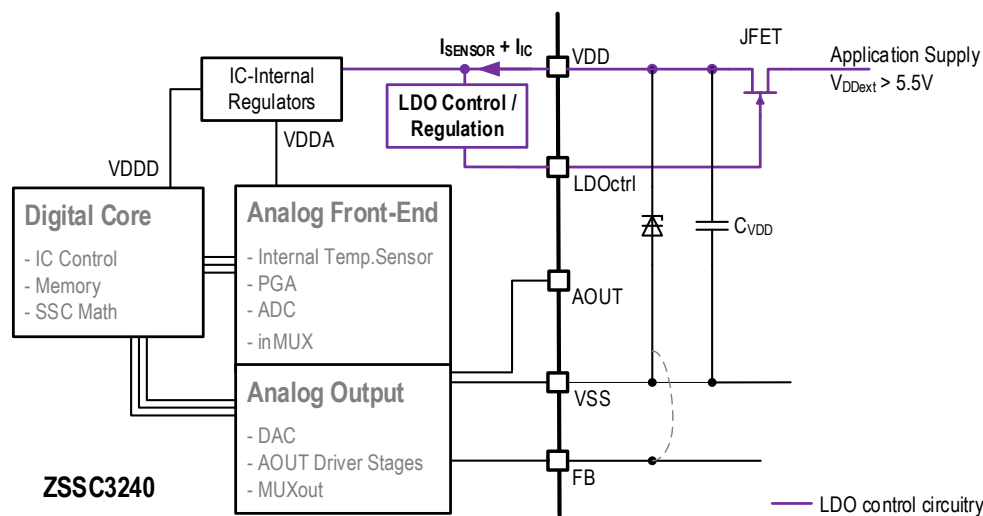 ISENSOR + IIC
VDD
JFET
Application Supply
VDDext > 5.5V
IC-Internal
Regulators
LDO Control /
Regulation
VDDD
VDDA
LDOctrl
Digital Core
- IC Control
- Memory
- SSC Math
Analog Front-End
- Internal Temp.Sensor
- PGA
- ADC
- inMUX
CVDD
AOUT
Analog Output
- DAC
- AOUT Driver Stages
- MUXout
VSS
FB
ZSSC3240
LDO control circuitry